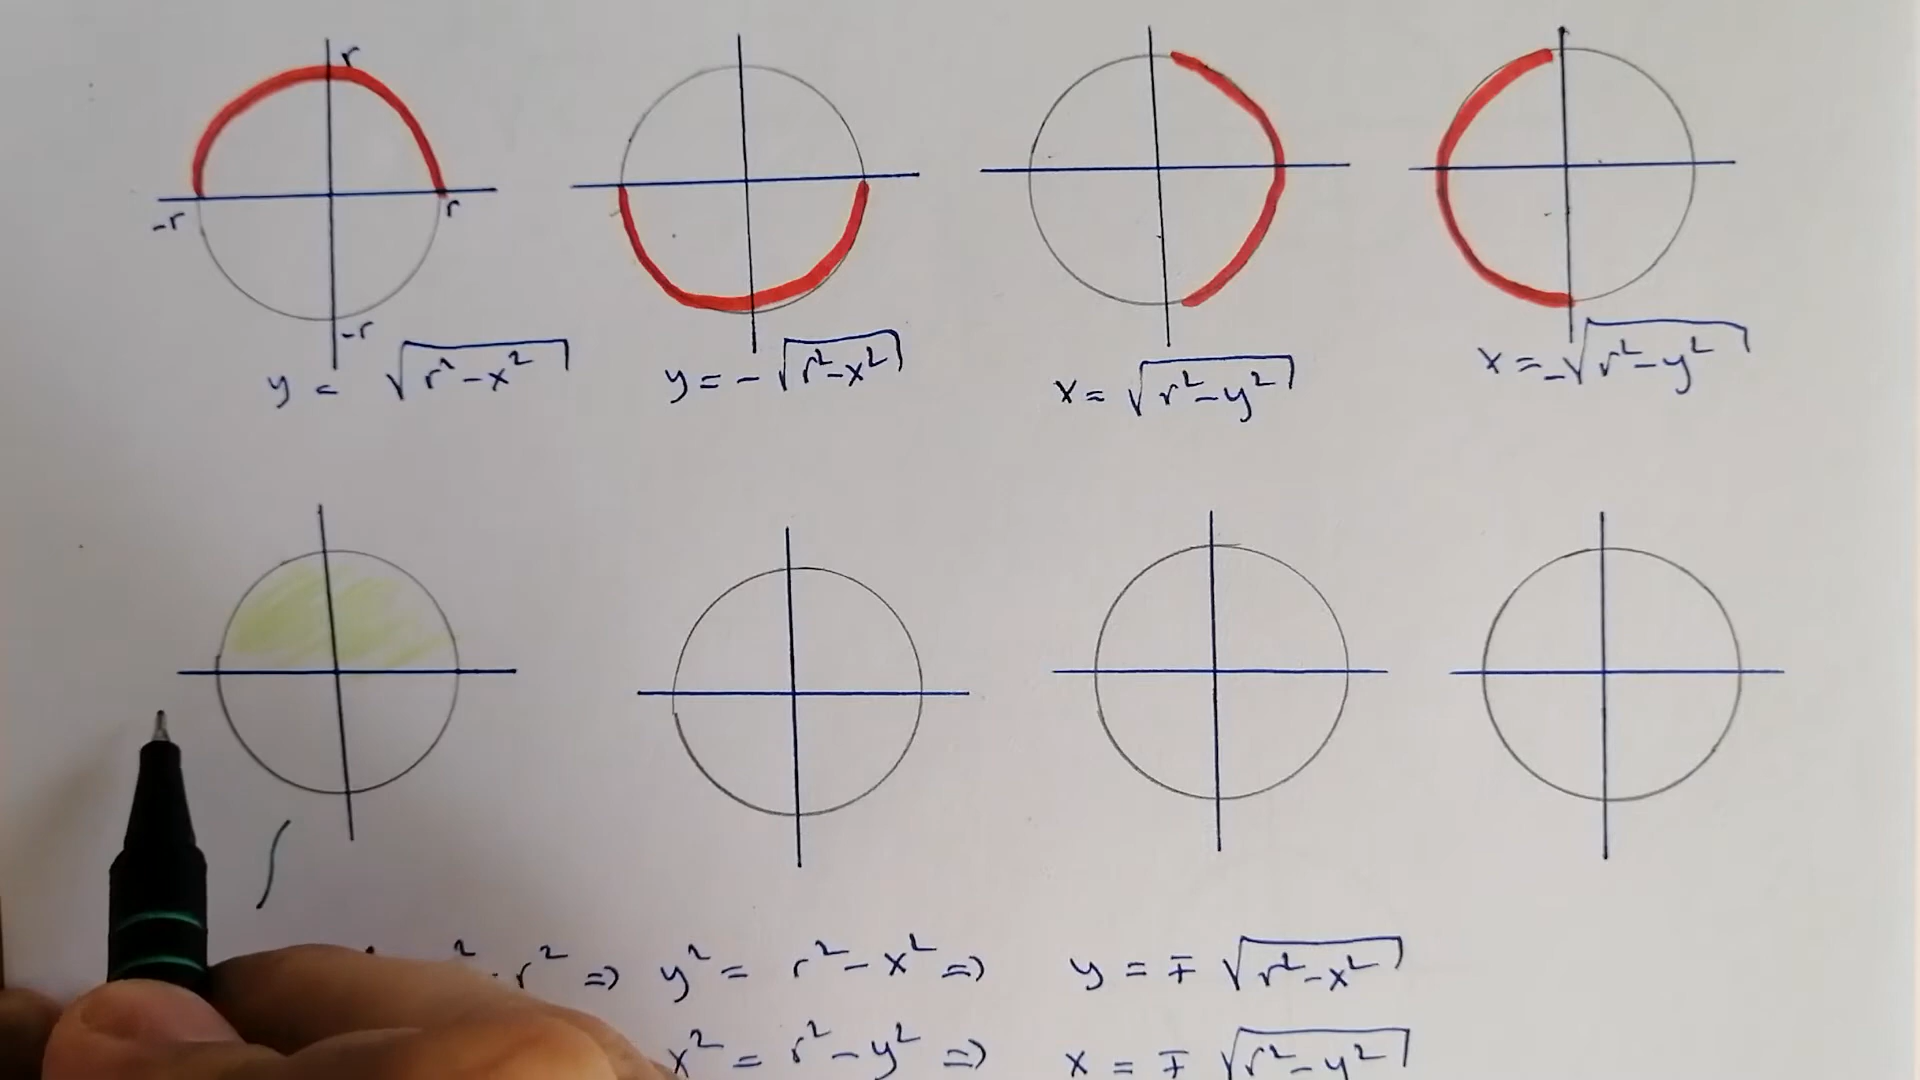 r
-r r
-r
y = √(r² - x²)
y = - √(r² - x²)
x = √(r² - y²)
x = - √(r² - y²)
∫
² r² ⇒ y² = r² - x² ⇒ y = ∓ √(r² - x²)
x² = r² - y² ⇒ x = ∓ √(r² - y²)